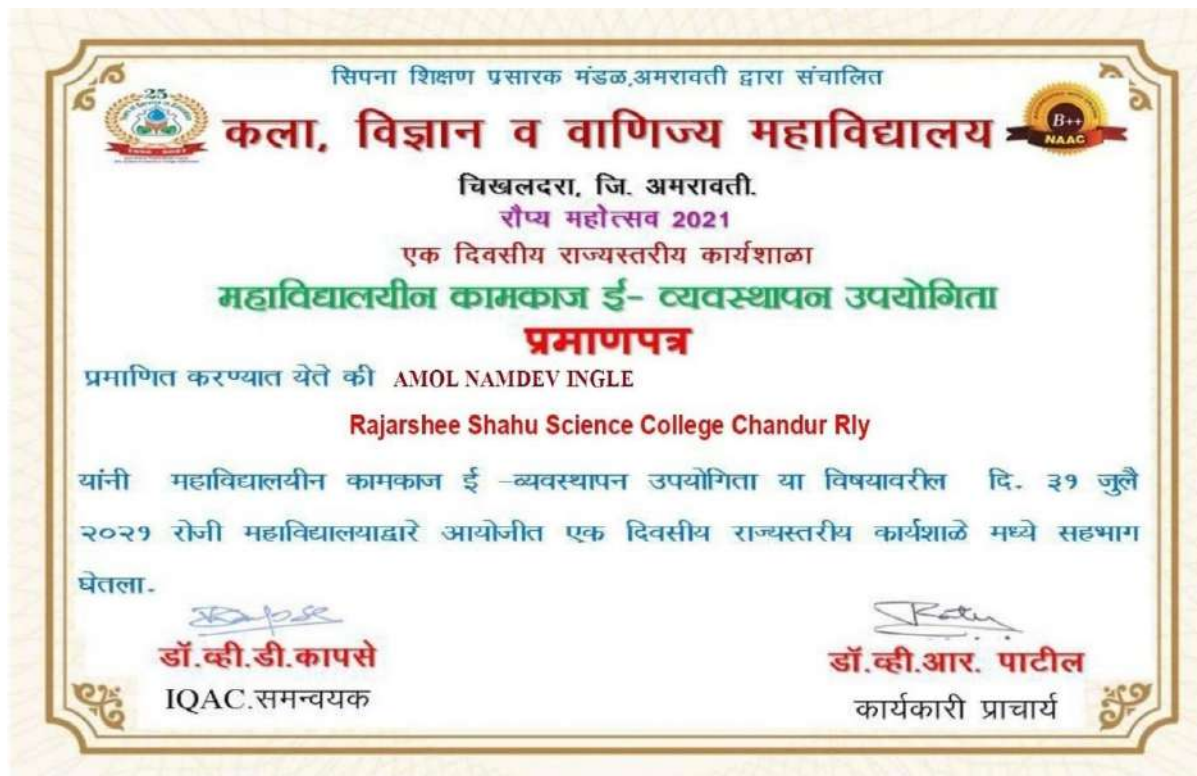 सिपना शिक्षण प्रसारक मंडळ,अमरावती द्वारा संचालित
25
कला, विज्ञान व वाणिज्य महाविद्यालय
B++
NAAC
चिखलदरा, जि. अमरावती.
रौप्य महोत्सव 2021
एक दिवसीय राज्यस्तरीय कार्यशाळा
महाविद्यालयीन कामकाज ई- व्यवस्थापन उपयोगिता
प्रमाणपत्र
प्रमाणित करण्यात येते की AMOL NAMDEV INGLE
Rajarshee Shahu Science College Chandur Rly
यांनी महाविद्यालयीन कामकाज ई -व्यवस्थापन उपयोगिता या विषयावरील दि. ३१ जुलै
२०२१ रोजी महाविद्यालयाद्वारे आयोजीत एक दिवसीय राज्यस्तरीय कार्यशाळे मध्ये सहभाग
घेतला.
डॉ.व्ही.डी.कापसे
IQAC.समन्वयक
डॉ.व्ही.आर. पाटील
कार्यकारी प्राचार्य